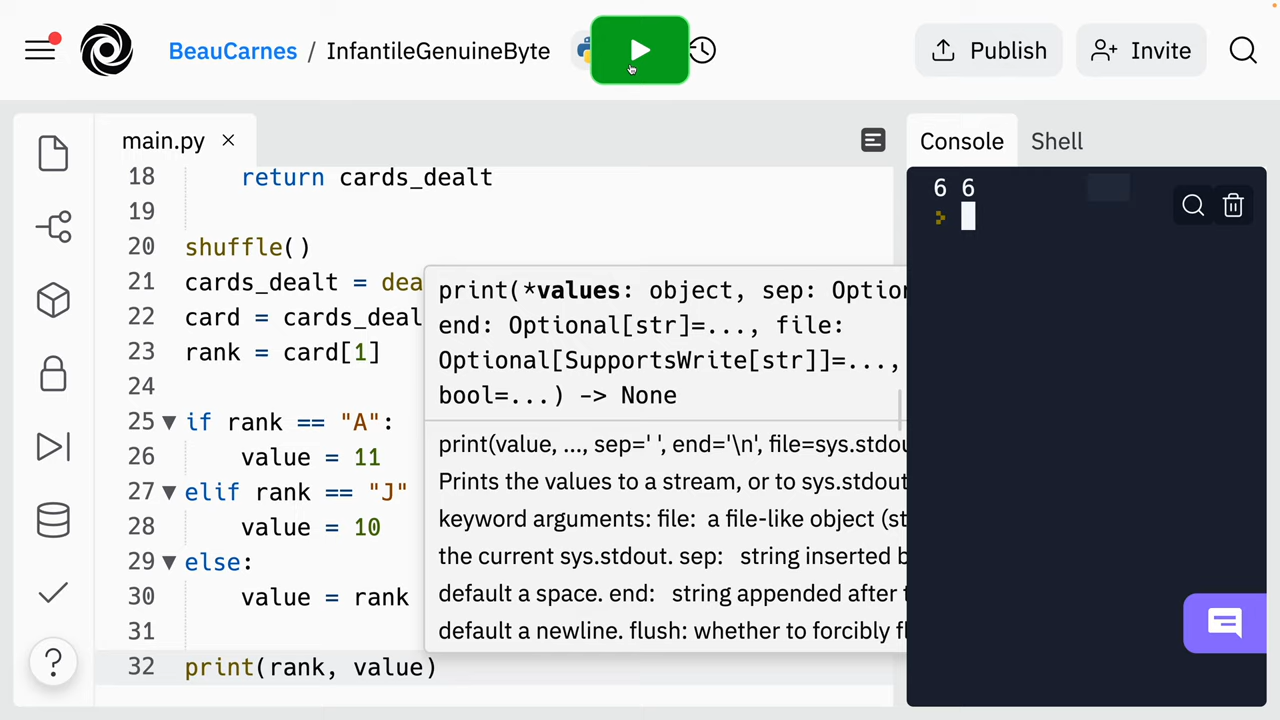 BeauCarnes / InfantileGenuineByte
Publish
Invite
main.py
Console
Shell
18 return cards_dealt
19
20 shuffle()
21 cards_dealt = dea
22 card = cards_deal
23 rank = card[1]
24
25 if rank == "A":
26 value = 11
27 elif rank == "J"
28 value = 10
29 else:
30 value = rank
31
32 print(rank, value)
print(*values: object, sep: Optio
end: Optional[str]=..., file:
Optional[SupportsWrite[str]]=...,
bool=...) -> None
print(value, ..., sep=' ', end='\n', file=sys.stdou
Prints the values to a stream, or to sys.stdout
keyword arguments: file: a file-like object (st
the current sys.stdout. sep: string inserted b
default a space. end: string appended after t
default a newline. flush: whether to forcibly fl
6 6
?